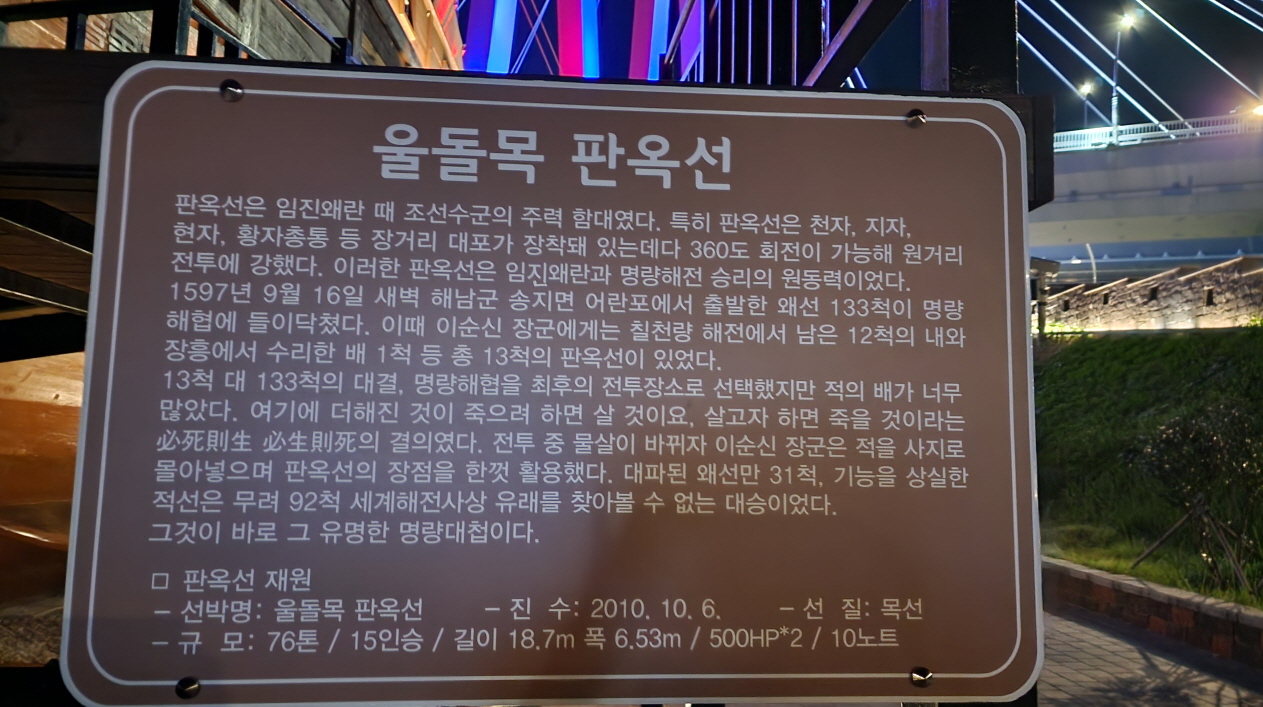 울돌목 판옥선
판옥선은 임진왜란 때 조선수군의 주력 함대였다. 특히 판옥선은 천자, 지자,
현자, 황자총통 등 장거리 대포가 장착돼 있는데다 360도 회전이 가능해 원거리
전투에 강했다. 이러한 판옥선은 임진왜란과 명량해전 승리의 원동력이었다.
1597년 9월 16일 새벽 해남군 송지면 어란포에서 출발한 왜선 133척이 명량
해협에 들이닥쳤다. 이때 이순신 장군에게는 칠천량 해전에서 남은 12척의 내와
장흥에서 수리한 배 1척 등 총 13척의 판옥선이 있었다.
13척 대 133척의 대결, 명량해협을 최후의 전투장소로 선택했지만 적의 배가 너무
많았다. 여기에 더해진 것이 죽으려 하면 살 것이요, 살고자 하면 죽을 것이라는
必死則生 必生則死의 결의였다. 전투 중 물살이 바뀌자 이순신 장군은 적을 사지로
몰아넣으며 판옥선의 장점을 한껏 활용했다. 대파된 왜선만 31척, 기능을 상실한
적선은 무려 92척 세계해전사상 유래를 찾아볼 수 없는 대승이었다.
그것이 바로 그 유명한 명량대첩이다.
□ 판옥선 재원
- 선박명: 울돌목 판옥선 - 진 수: 2010. 10. 6. - 선 질: 목선
- 규 모: 76톤 / 15인승 / 길이 18.7m 폭 6.53m / 500HP*2 / 10노트